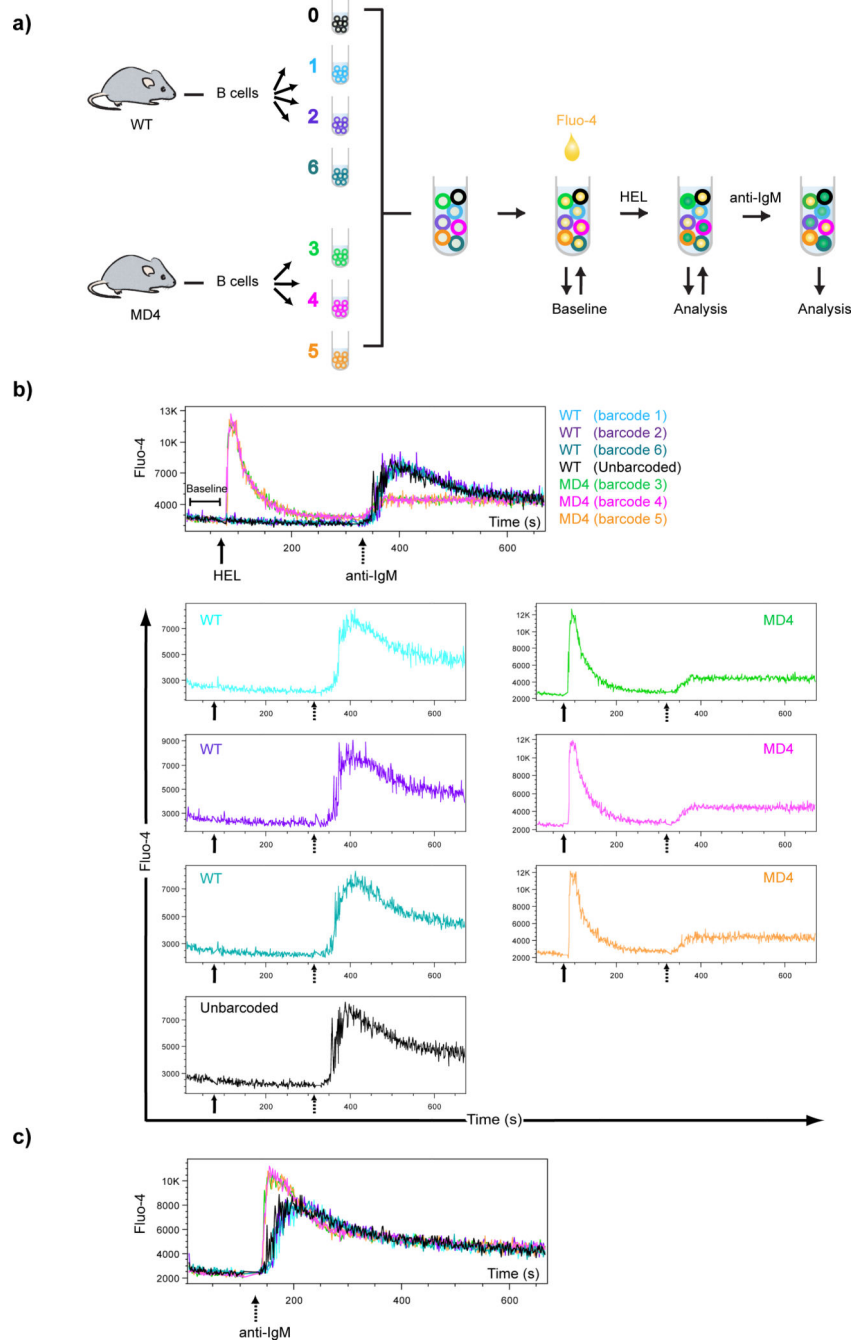 a)
0
1
2
6
3
4
5
WT
B cells
MD4
B cells
Fluo-4
HEL
anti-IgM
Baseline
Analysis
Analysis
b)
Fluo-4
13K
10K
7000
4000
Baseline
Time (s)
200 400 600
HEL
anti-IgM
WT (barcode 1)
WT (barcode 2)
WT (barcode 6)
WT (Unbarcoded)
MD4 (barcode 3)
MD4 (barcode 4)
MD4 (barcode 5)
Fluo-4
WT
7000
3000
200 400 600
MD4
12K
10K
8000
6000
4000
2000
200 400 600
WT
9000
7000
5000
3000
200 400 600
MD4
12K
10K
8000
6000
4000
2000
200 400 600
WT
7000
5000
3000
200 400 600
MD4
12K
10K
8000
6000
4000
2000
200 400 600
Unbarcoded
7000
5000
3000
200 400 600
Time (s)
c)
Fluo-4
10K
8000
6000
4000
2000
Time (s)
200 400 600
anti-IgM